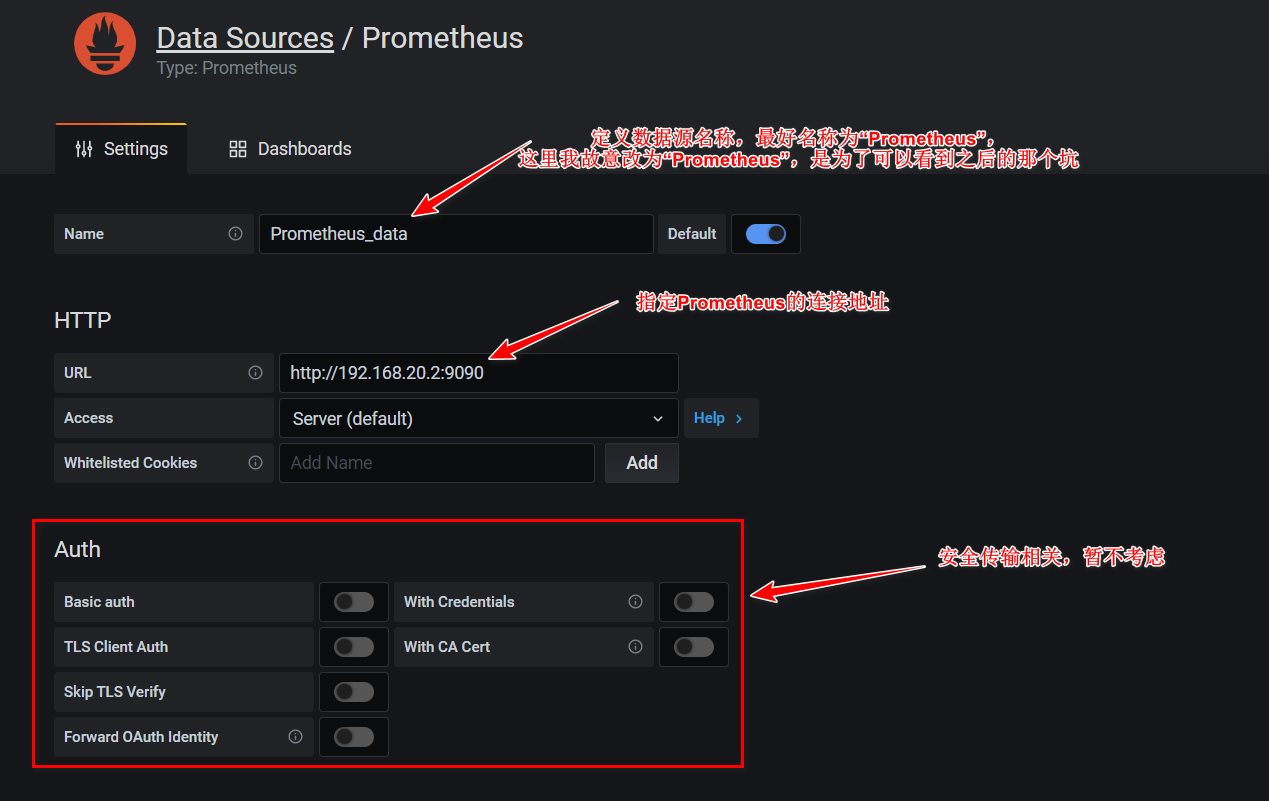 Data Sources / Prometheus
Type: Prometheus
Settings
Dashboards
定义数据源名称，最好名称为“Prometheus”，
这里我故意改为“Prometheus”，是为了可以看到之后的那个坑
Name
Prometheus_data
Default
指定Prometheus的连接地址
HTTP
URL
http://192.168.20.2:9090
Access
Server (default)
Help
Whitelisted Cookies
Add Name
Add
Auth
安全传输相关，暂不考虑
Basic auth
With Credentials
TLS Client Auth
With CA Cert
Skip TLS Verify
Forward OAuth Identity